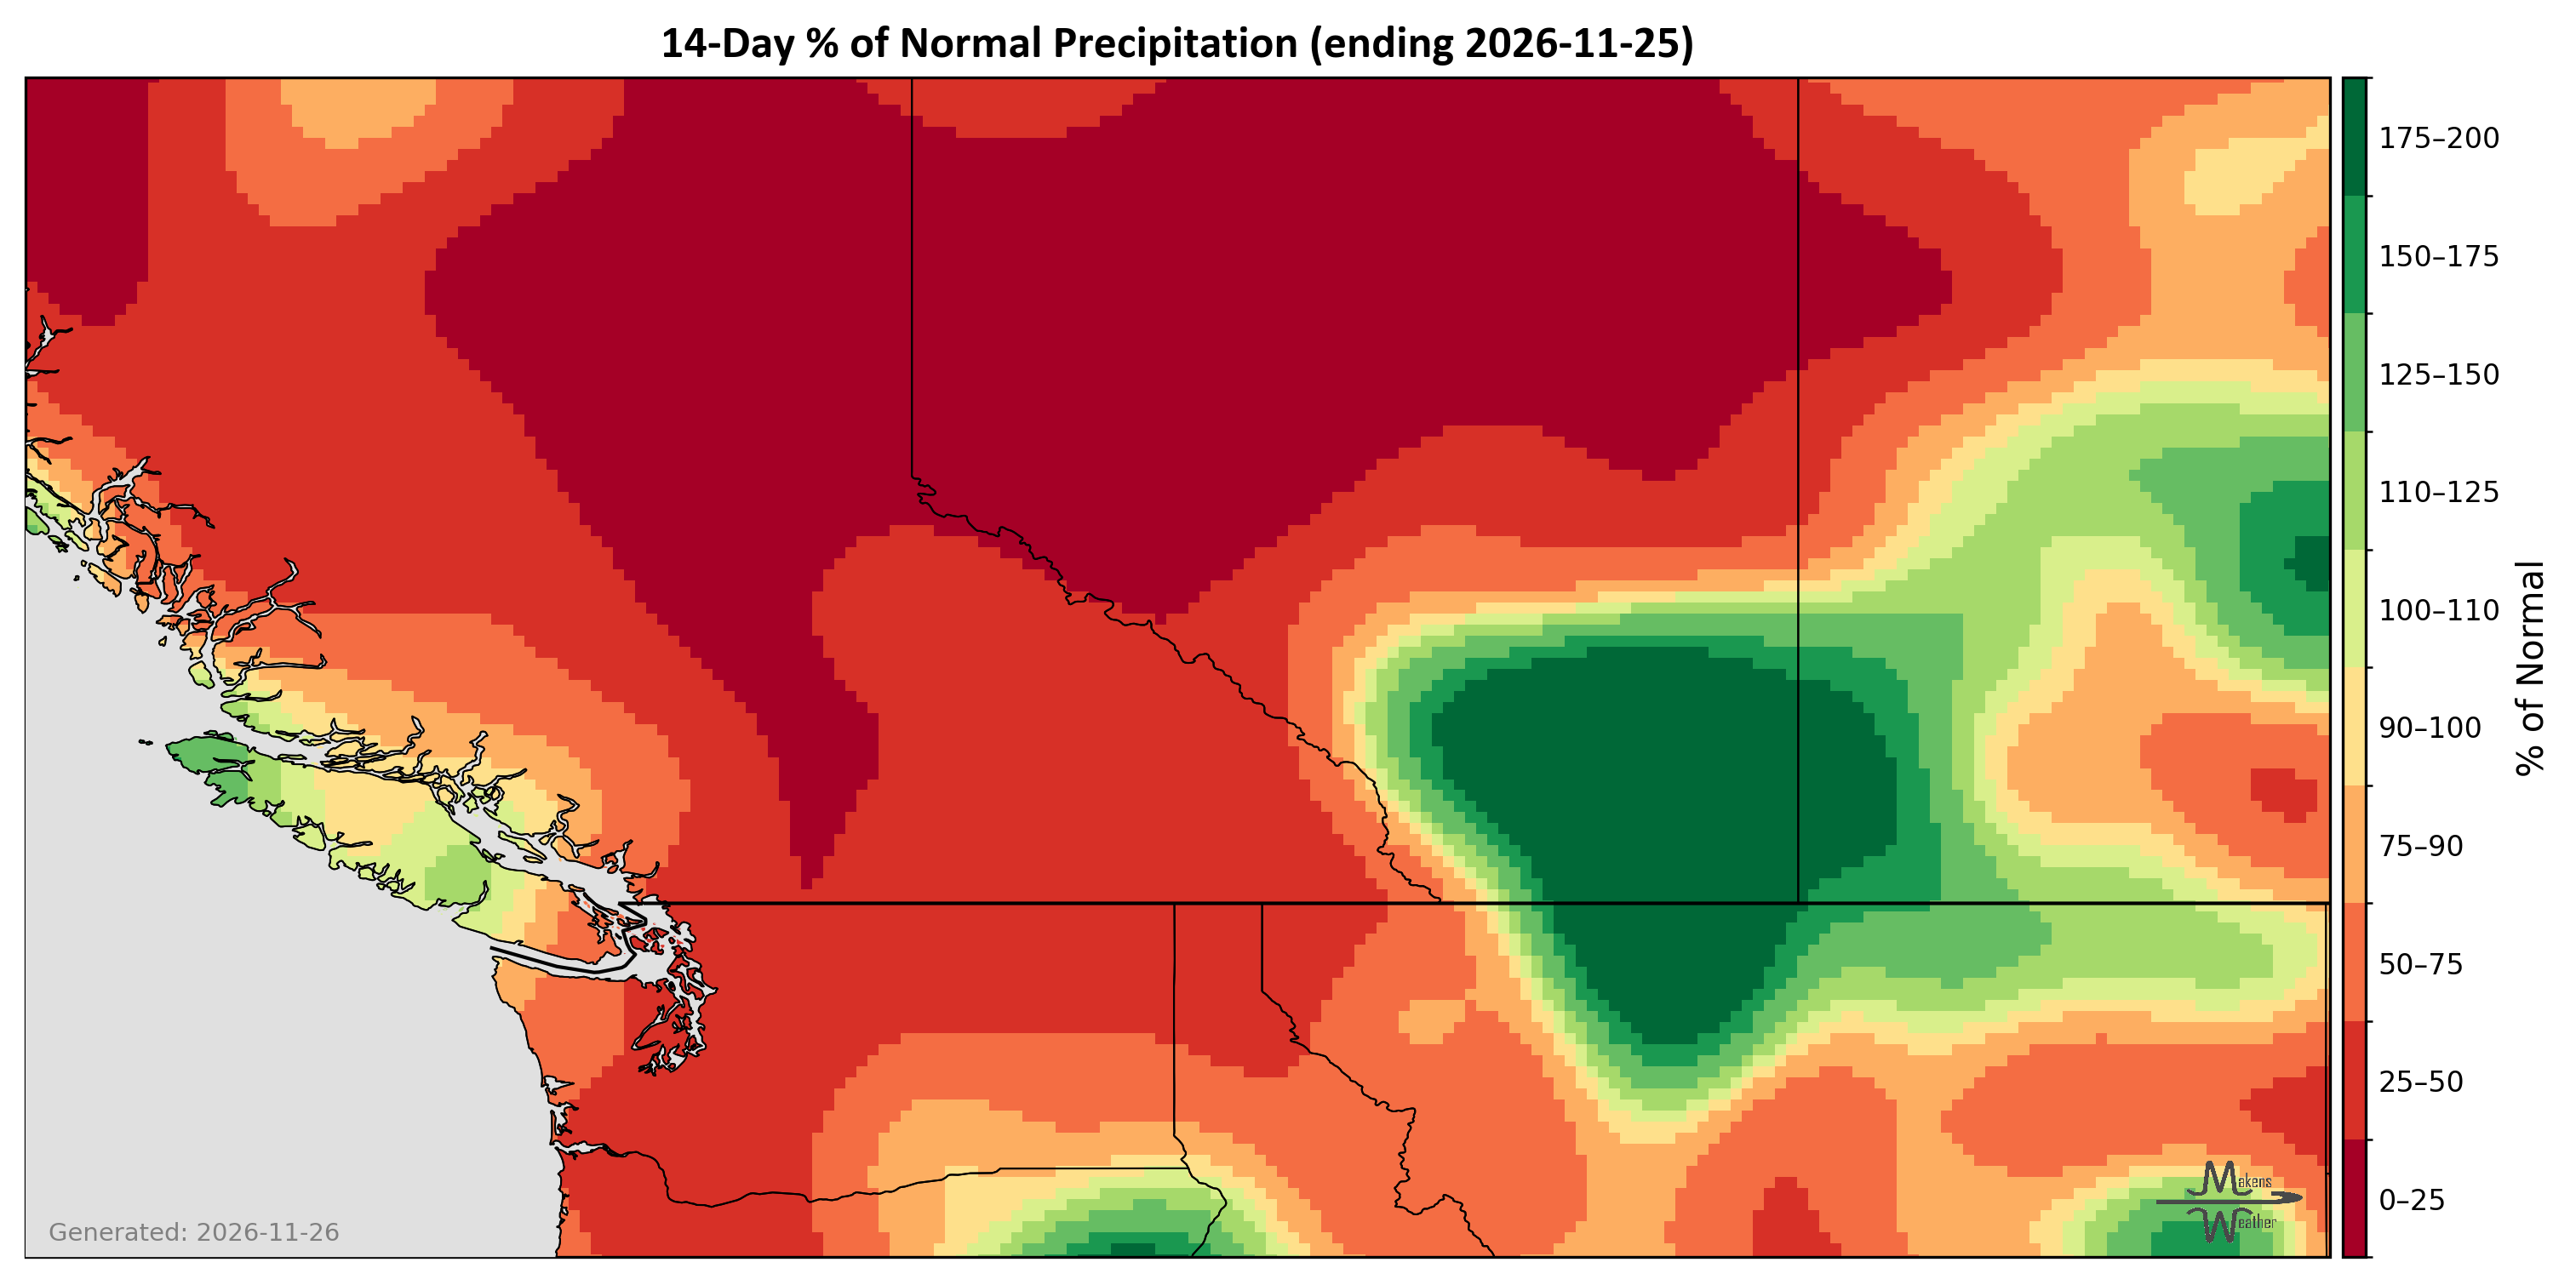 14-Day % of Normal Precipitation (ending 2026-11-25)
175–200
150–175
125–150
110–125
100–110
90–100
75–90
50–75
25–50
0–25
% of Normal
Makens
Weather
Generated: 2026-11-26